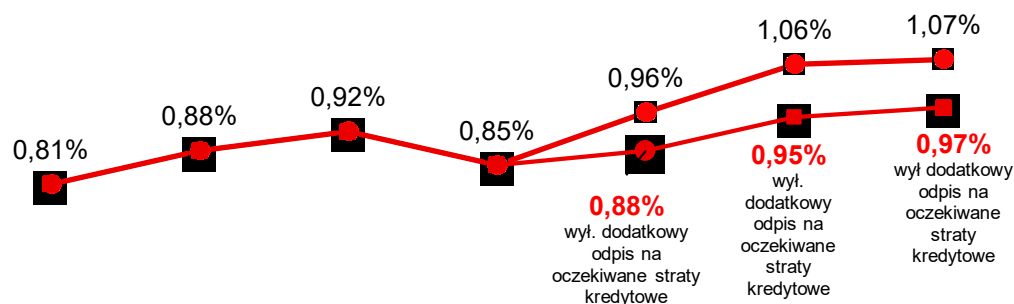 0,81%
0,88%
0,92%
0,85%
0,96%
1,06%
1,07%
0,88%
wył. dodatkowy
odpis na
oczekiwane straty
kredytowe
0,95%
wył.
dodatkowy
odpis na
oczekiwane
straty
kredytowe
0,97%
wył dodatkowy
odpis na
oczekiwane
straty
kredytowe